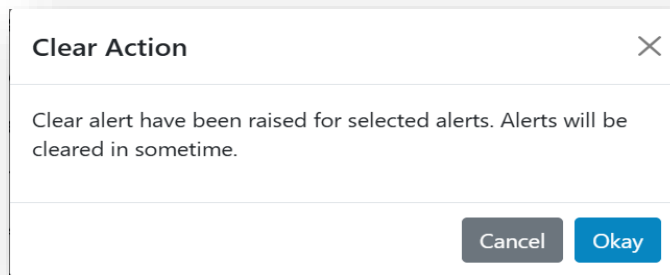 Clear Action
Clear alert have been raised for selected alerts. Alerts will be
cleared in sometime.
Cancel
Okay